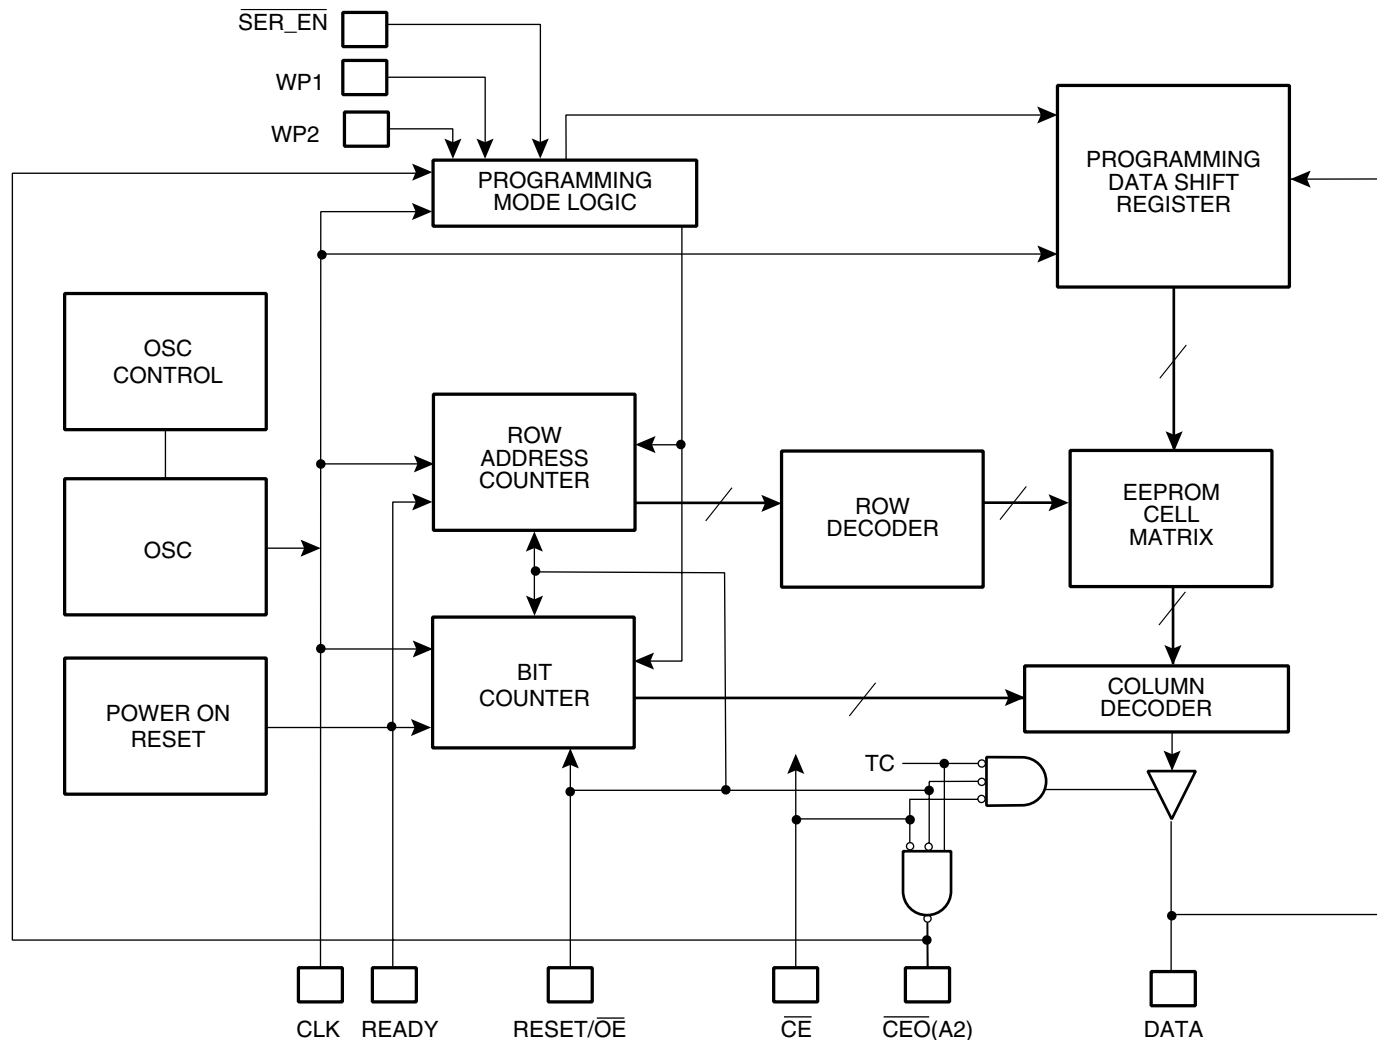 SER_EN
WP1
WP2
PROGRAMMING
MODE LOGIC
PROGRAMMING
DATA SHIFT
REGISTER
OSC
CONTROL
ROW
ADDRESS
COUNTER
ROW
DECODER
EEPROM
CELL
MATRIX
OSC
BIT
COUNTER
COLUMN
DECODER
POWER ON
RESET
TC
CLK
READY
RESET/OE
CE
CEO(A2)
DATA